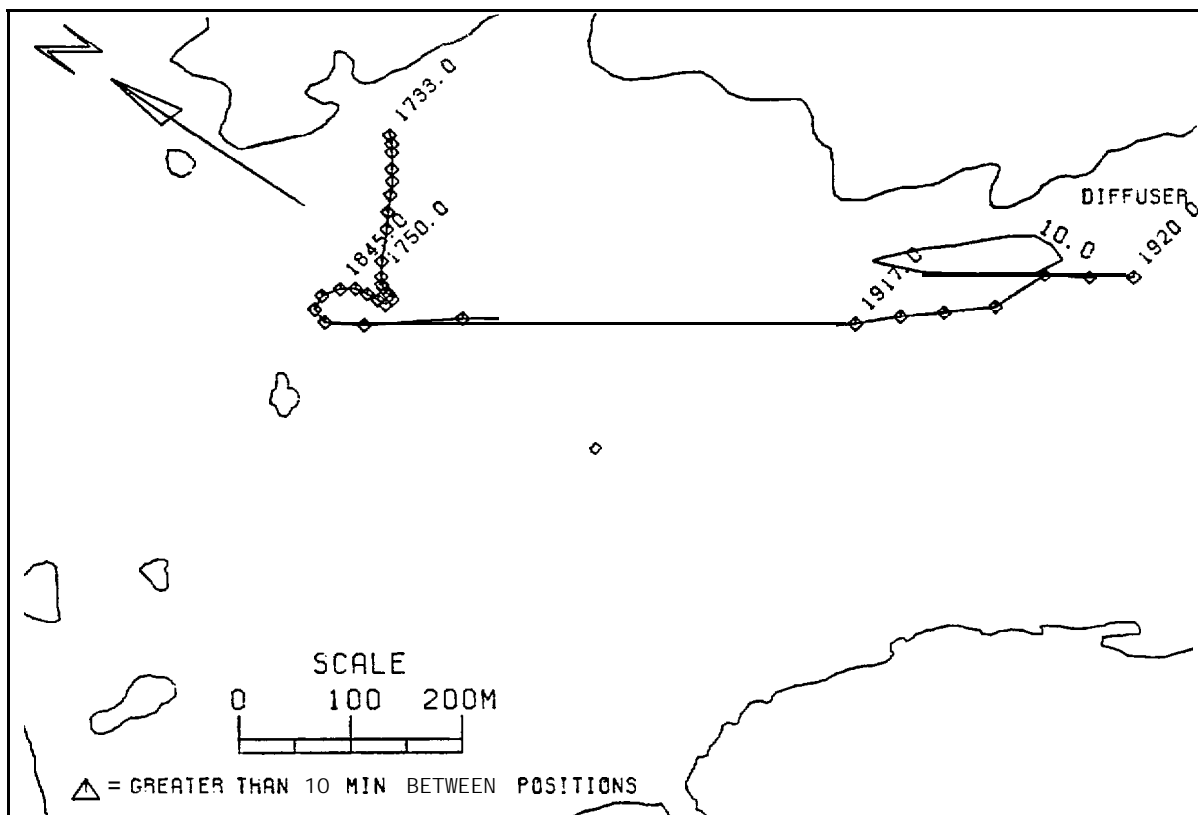 N
1733.0
1845.0
1750.0
DIFFUSER
10.0
1920.0
1917.0
SCALE
0 100 200M
= GREATER THAN 10 MIN BETWEEN POSITIONS